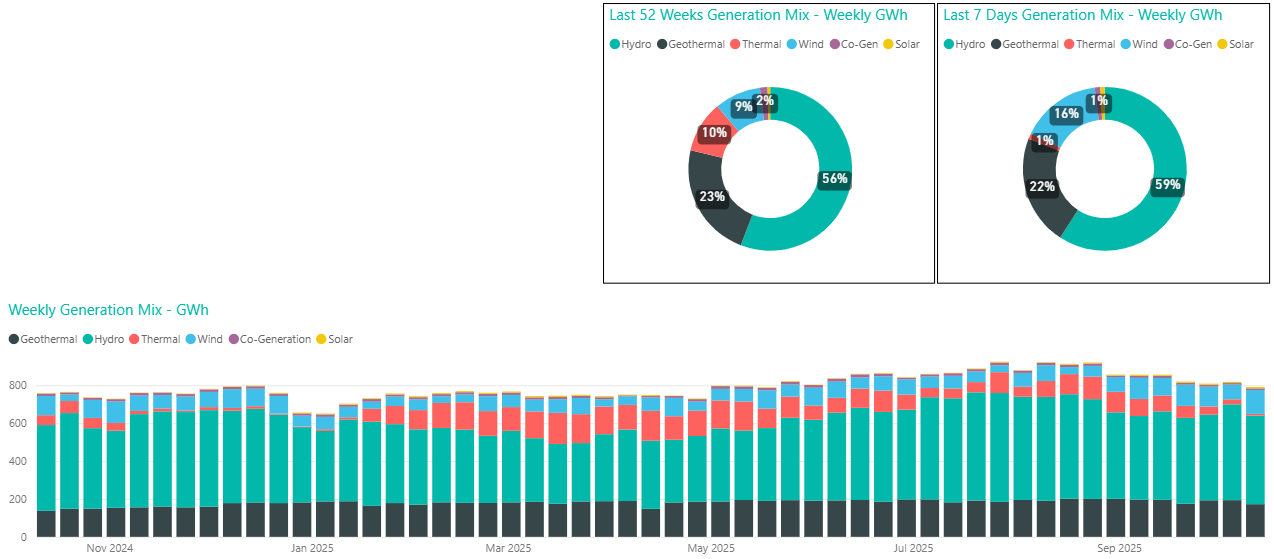 Last 52 Weeks Generation Mix - Weekly GWh
Hydro Geothermal Thermal Wind Co-Gen Solar
2%
9%
10%
56%
23%
Last 7 Days Generation Mix - Weekly GWh
Hydro Geothermal Thermal Wind Co-Gen Solar
1%
16%
1%
59%
22%
Weekly Generation Mix - GWh
Geothermal Hydro Thermal Wind Co-Generation Solar
800
600
400
200
0
Nov 2024 Jan 2025 Mar 2025 May 2025 Jul 2025 Sep 2025